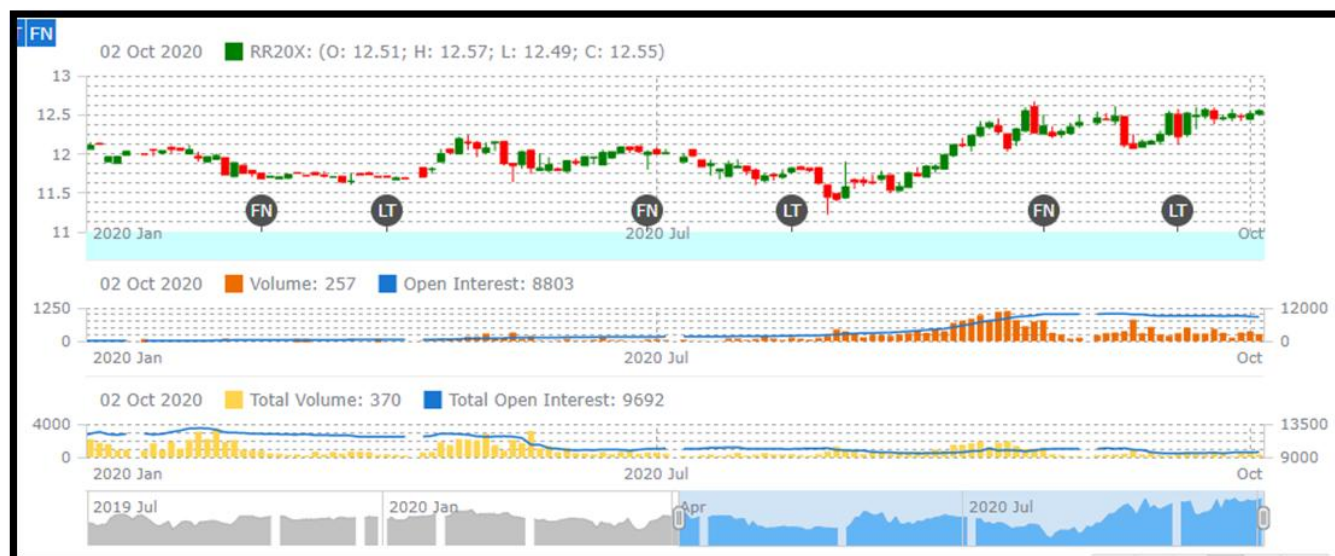 FN
02 Oct 2020 RR20X: (O: 12.51; H: 12.57; L: 12.49; C: 12.55)
13
12.5
12
11.5
11
FN LT FN LT FN LT
2020 Jan 2020 Jul Oct
02 Oct 2020 Volume: 257 Open Interest: 8803
1250 12000
0 0
2020 Jan 2020 Jul Oct
02 Oct 2020 Total Volume: 370 Total Open Interest: 9692
4000 13500
0 9000
2020 Jan 2020 Jul Oct
2019 Jul 2020 Jan Apr 2020 Jul